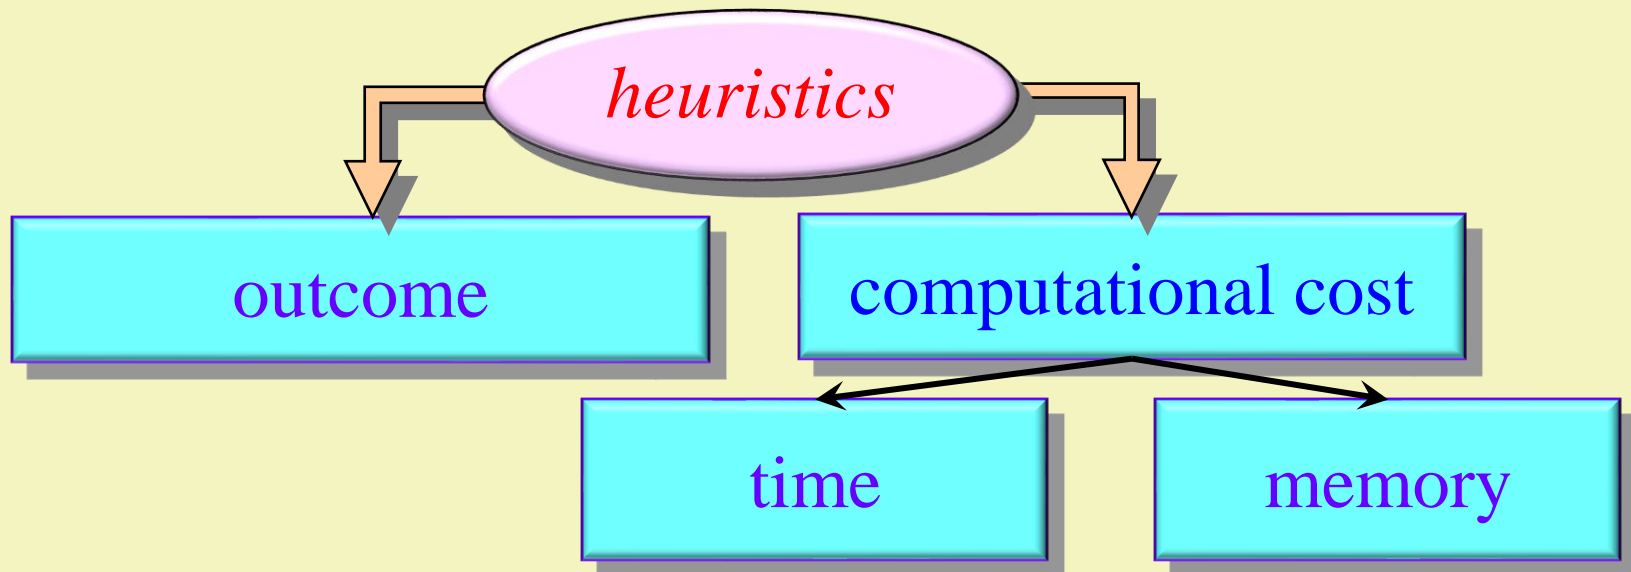 heuristics
outcome
computational cost
time
memory